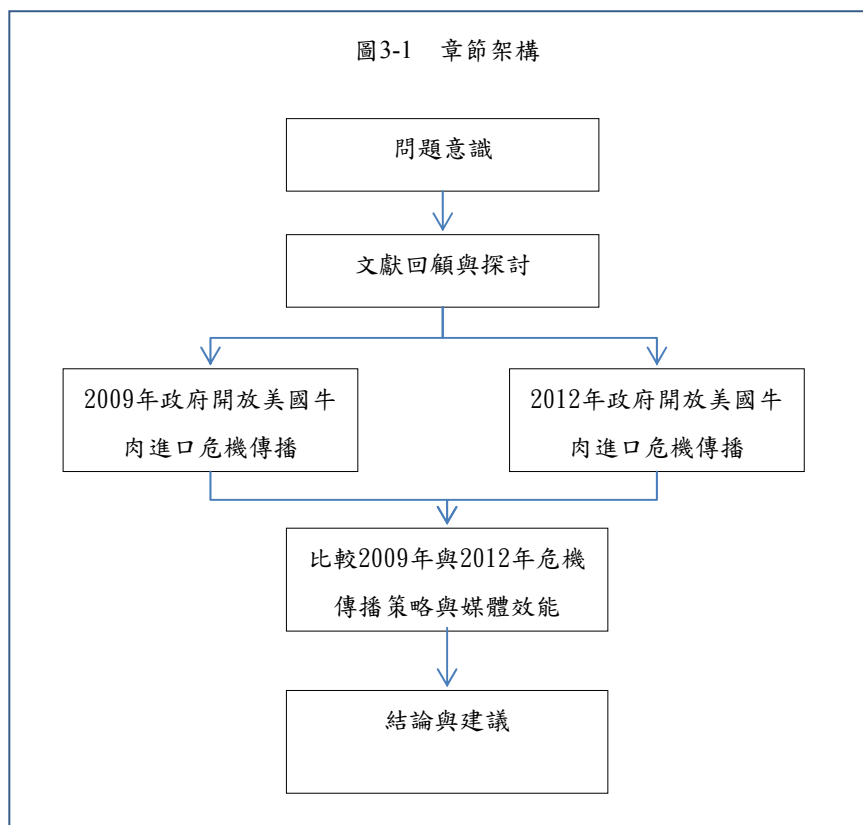 圖3-1 章節架構
問題意識
文獻回顧與探討
2009年政府開放美國牛
肉進口危機傳播
2012年政府開放美國牛
肉進口危機傳播
比較2009年與2012年危機
傳播策略與媒體效能
結論與建議